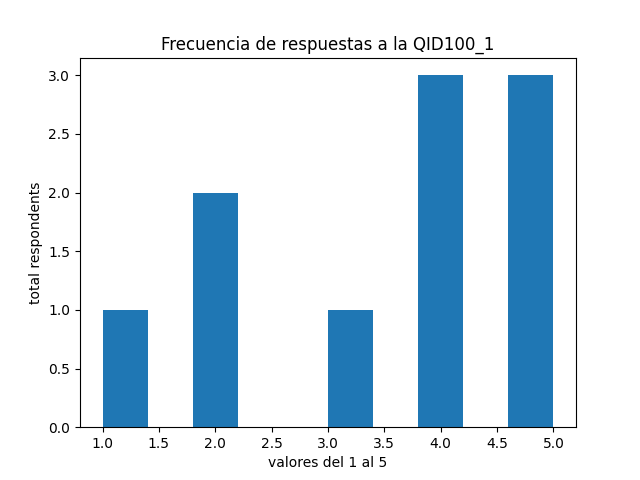 Frecuencia de respuestas a la QID100_1
total respondents
3.0
2.5
2.0
1.5
1.0
0.5
0.0
1.0 1.5 2.0 2.5 3.0 3.5 4.0 4.5 5.0
valores del 1 al 5